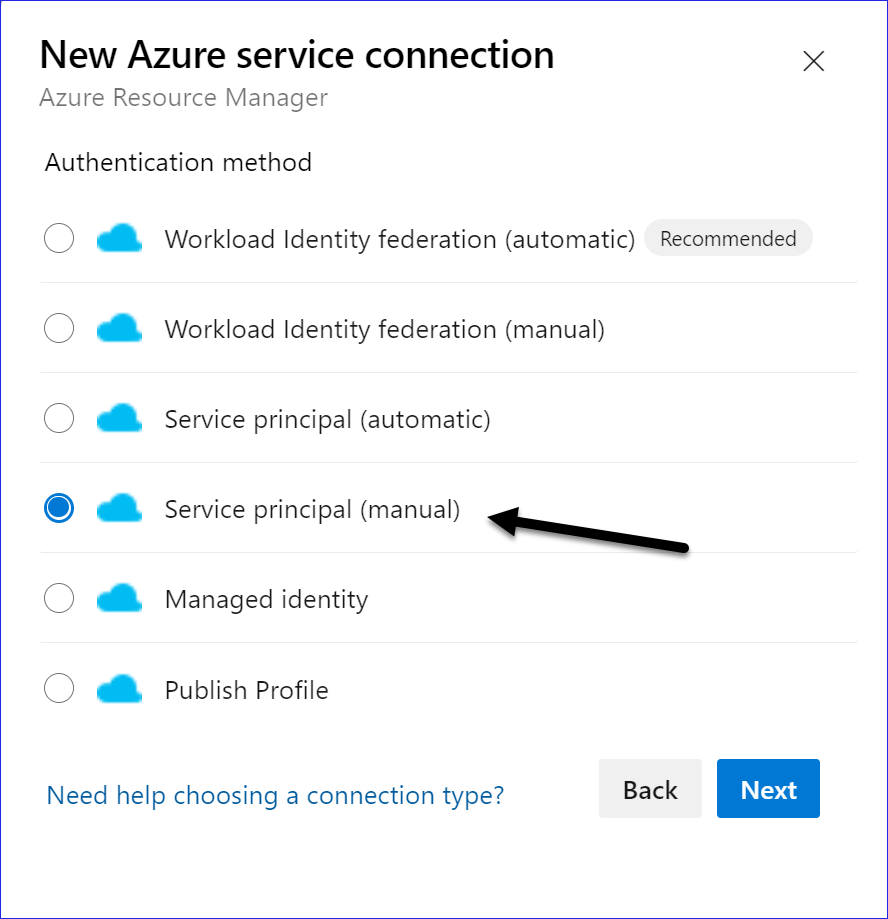 New Azure service connection
Azure Resource Manager
Authentication method
Workload Identity federation (automatic) Recommended
Workload Identity federation (manual)
Service principal (automatic)
Service principal (manual)
Managed identity
Publish Profile
Need help choosing a connection type? Back Next